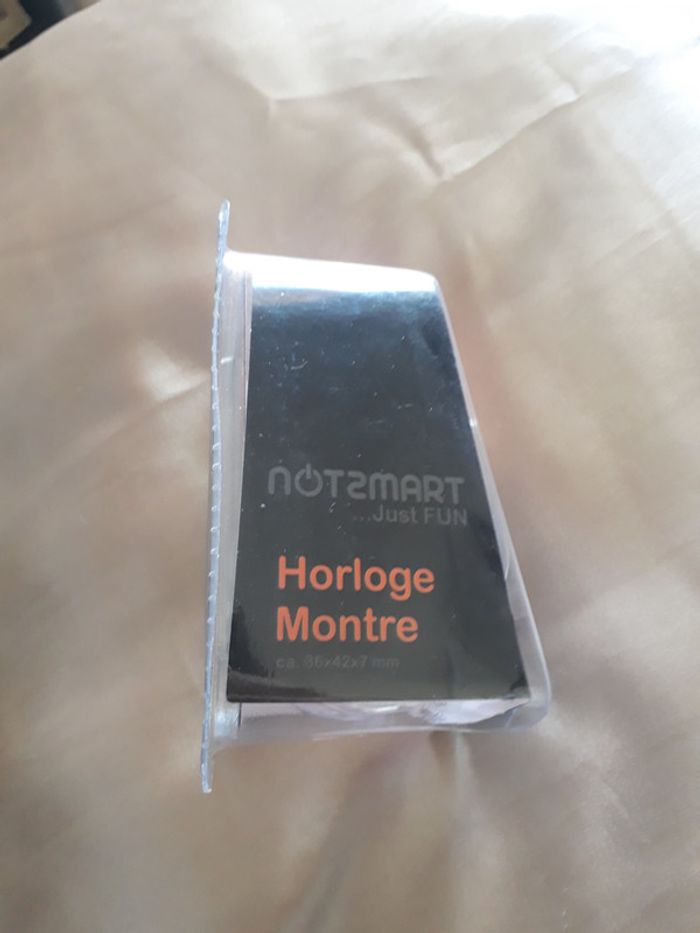 NOTSMART
...Just FUN
Horloge
Montre
ca. 36x42x7 mm